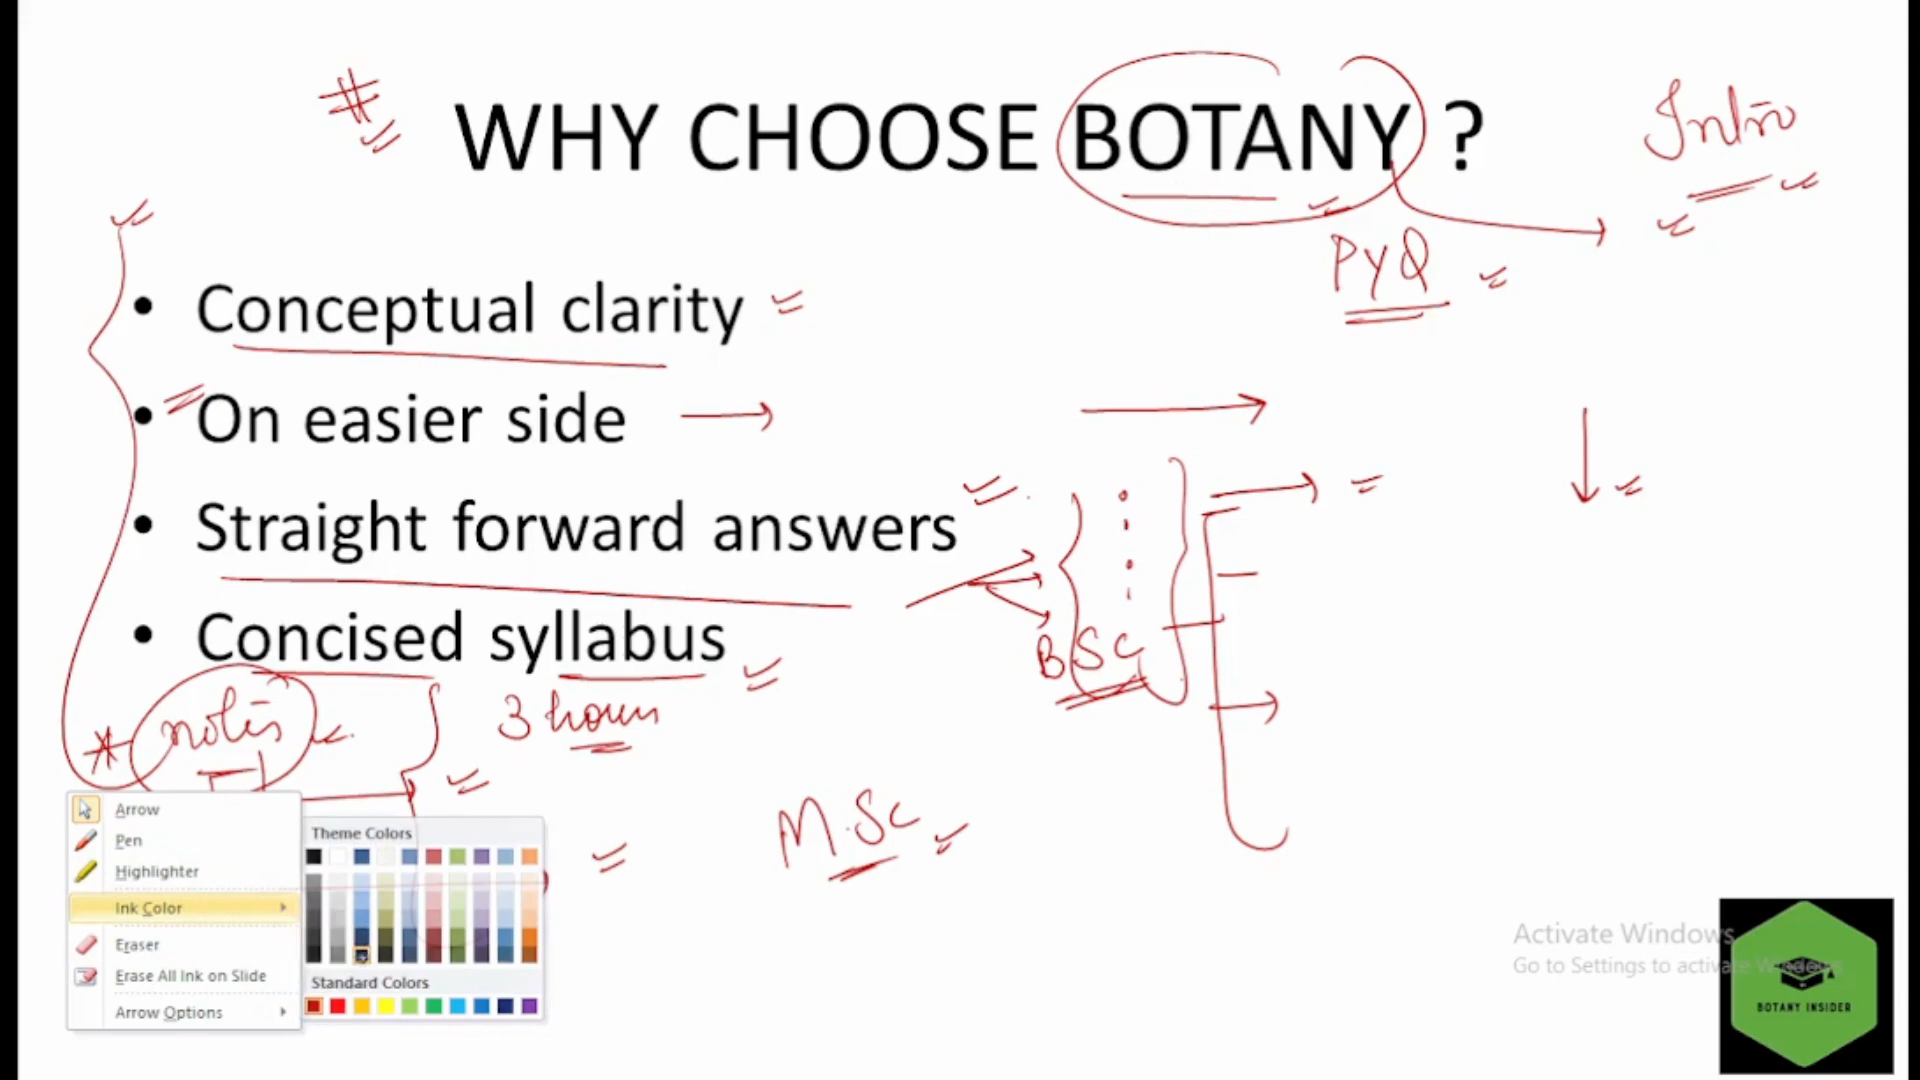 #
WHY CHOOSE BOTANY ?
Intro
PYQ
• Conceptual clarity
• On easier side
• Straight forward answers
• Concised syllabus
BSC
* notes
3 hours
M.Sc
Arrow
Pen
Highlighter
Ink Color
Eraser
Erase All Ink on Slide
Arrow Options
Theme Colors
Standard Colors
Activate Windows
Go to Settings to activate Windows.
BOTANY INSIDER